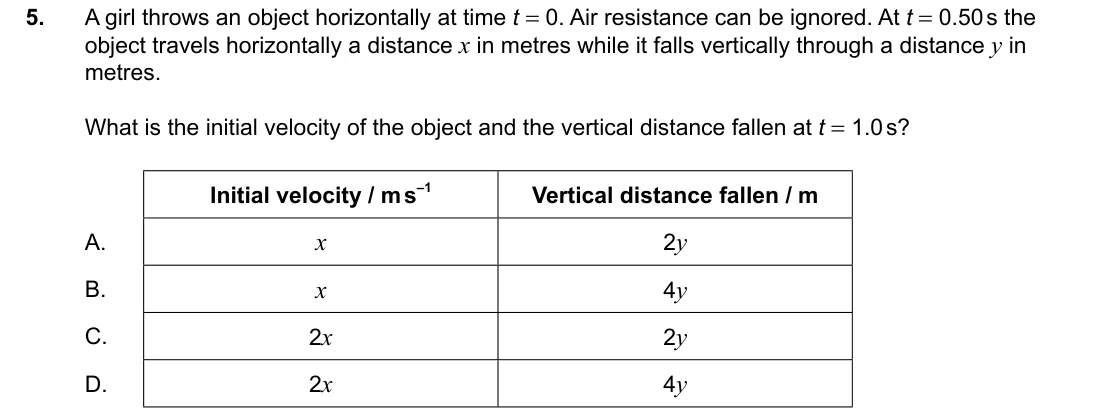 5. A girl throws an object horizontally at time t = 0. Air resistance can be ignored. At t = 0.50 s the
object travels horizontally a distance x in metres while it falls vertically through a distance y in
metres.
What is the initial velocity of the object and the vertical distance fallen at t = 1.0 s?
Initial velocity / m s⁻¹ Vertical distance fallen / m
A. x 2y
B. x 4y
C. 2x 2y
D. 2x 4y